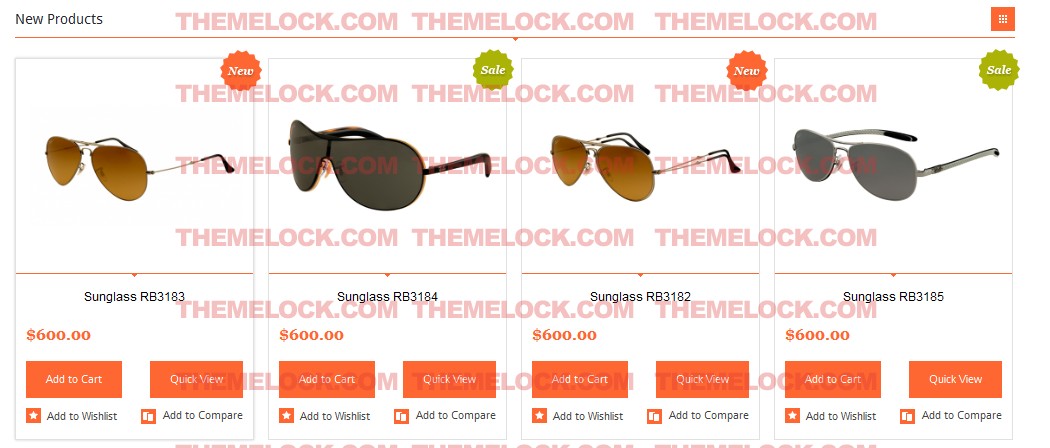 New Products
THEMELOCK.COM THEMELOCK.COM THEMELOCK.COM
New Sale New Sale
THEMELOCK.COM THEMELOCK.COM THEMELOCK.COM
THEMELOCK.COM THEMELOCK.COM THEMELOCK.COM
THEMELOCK.COM THEMELOCK.COM THEMELOCK.COM
Sunglass RB3183 Sunglass RB3184 Sunglass RB3182 Sunglass RB3185
THEMELOCK.COM THEMELOCK.COM THEMELOCK.COM
$600.00 $600.00 $600.00 $600.00
Add to Cart Quick View Add to Cart Quick View Add to Cart Quick View Add to Cart Quick View
THEMELOCK.COM THEMELOCK.COM THEMELOCK.COM
Add to Wishlist Add to Compare Add to Wishlist Add to Compare Add to Wishlist Add to Compare Add to Wishlist Add to Compare